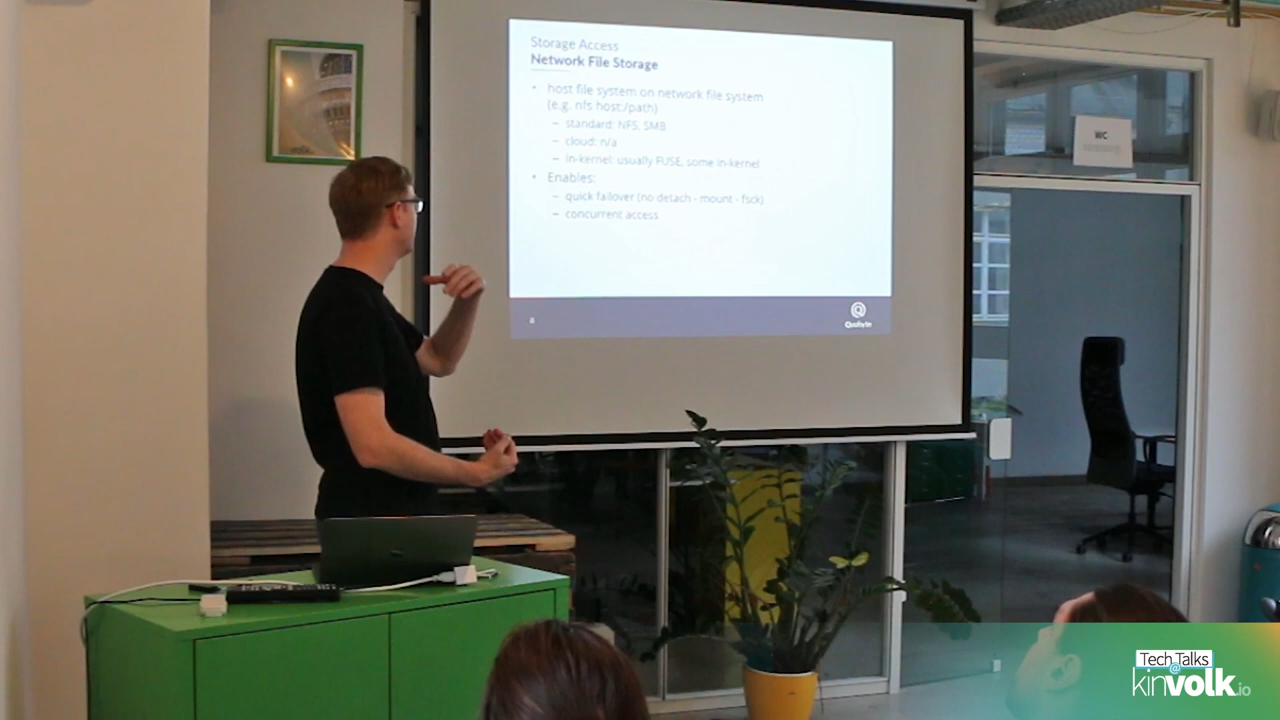 Storage Access
Network File Storage
• host file system on network file system
(e.g. nfs host:/path)
– standard: NFS, SMB
– cloud: n/a
– in-kernel: usually FUSE, some in-kernel
• Enables:
– quick failover (no detach - mount - fsck)
– concurrent access
8
Quobyte
WC
Tech Talks
@
kinvolk.io